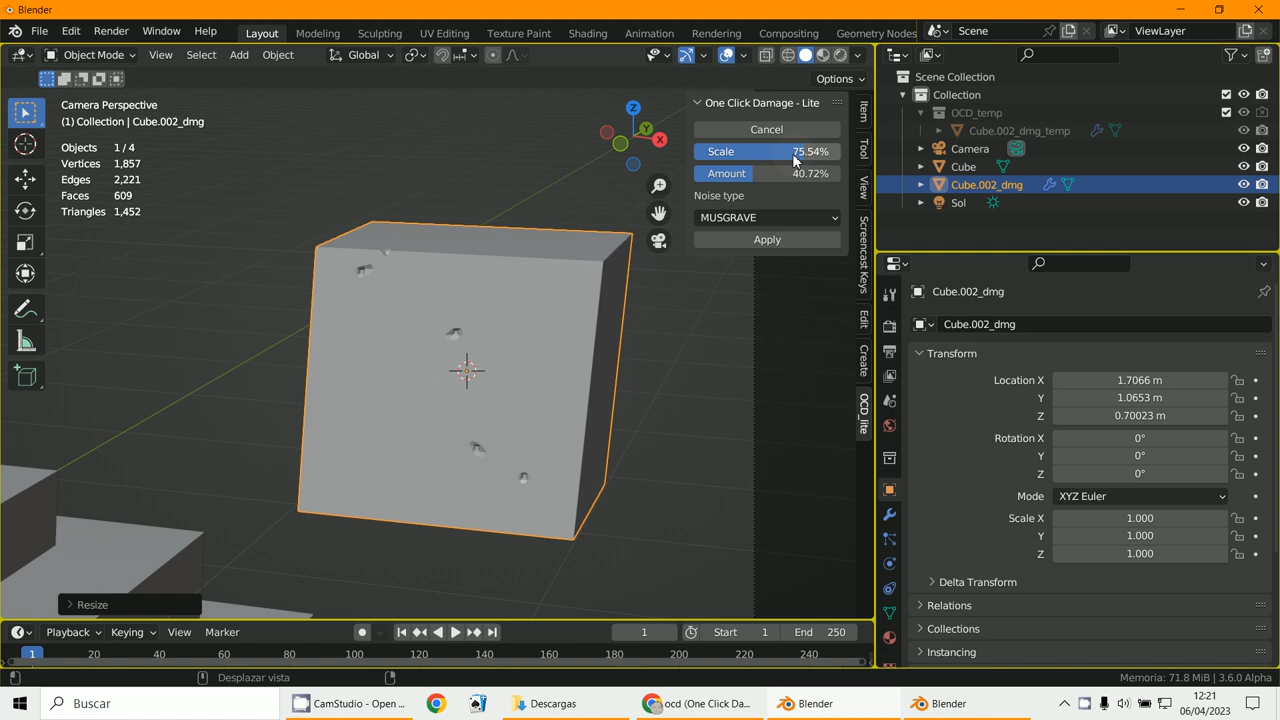 Blender
File Edit Render Window Help Layout Modeling Sculpting UV Editing Texture Paint Shading Animation Rendering Compositing Geometry Nodes Scene ViewLayer
Object Mode View Select Add Object Global
Options
Camera Perspective
(1) Collection | Cube.002_dmg
Objects 1 / 4
Vertices 1,857
Edges 2,221
Faces 609
Triangles 1,452
Z
Y
X
One Click Damage - Lite
Cancel
Scale 75.54%
Amount 40.72%
Noise type
MUSGRAVE
Apply
Item
Tool
View
Screencast Keys
Edit
Create
OCD_lite
Resize
Scene Collection
Collection
OCD_temp
Cube.002_dmg_temp
Camera
Cube
Cube.002_dmg
Sol
Cube.002_dmg
Cube.002_dmg
Transform
Location X 1.7066 m
Y 1.0653 m
Z 0.70023 m
Rotation X 0°
Y 0°
Z 0°
Mode XYZ Euler
Scale X 1.000
Y 1.000
Z 1.000
Delta Transform
Relations
Collections
Instancing
Playback Keying View Marker 1 Start 1 End 250
1 20 40 60 80 100 120 140 160 180 200 220 240
Desplazar vista Memoria: 71.8 MiB | 3.6.0 Alpha
Buscar CamStudio - Open ... Descargas ocd (One Click Da... Blender Blender 12:21
06/04/2023